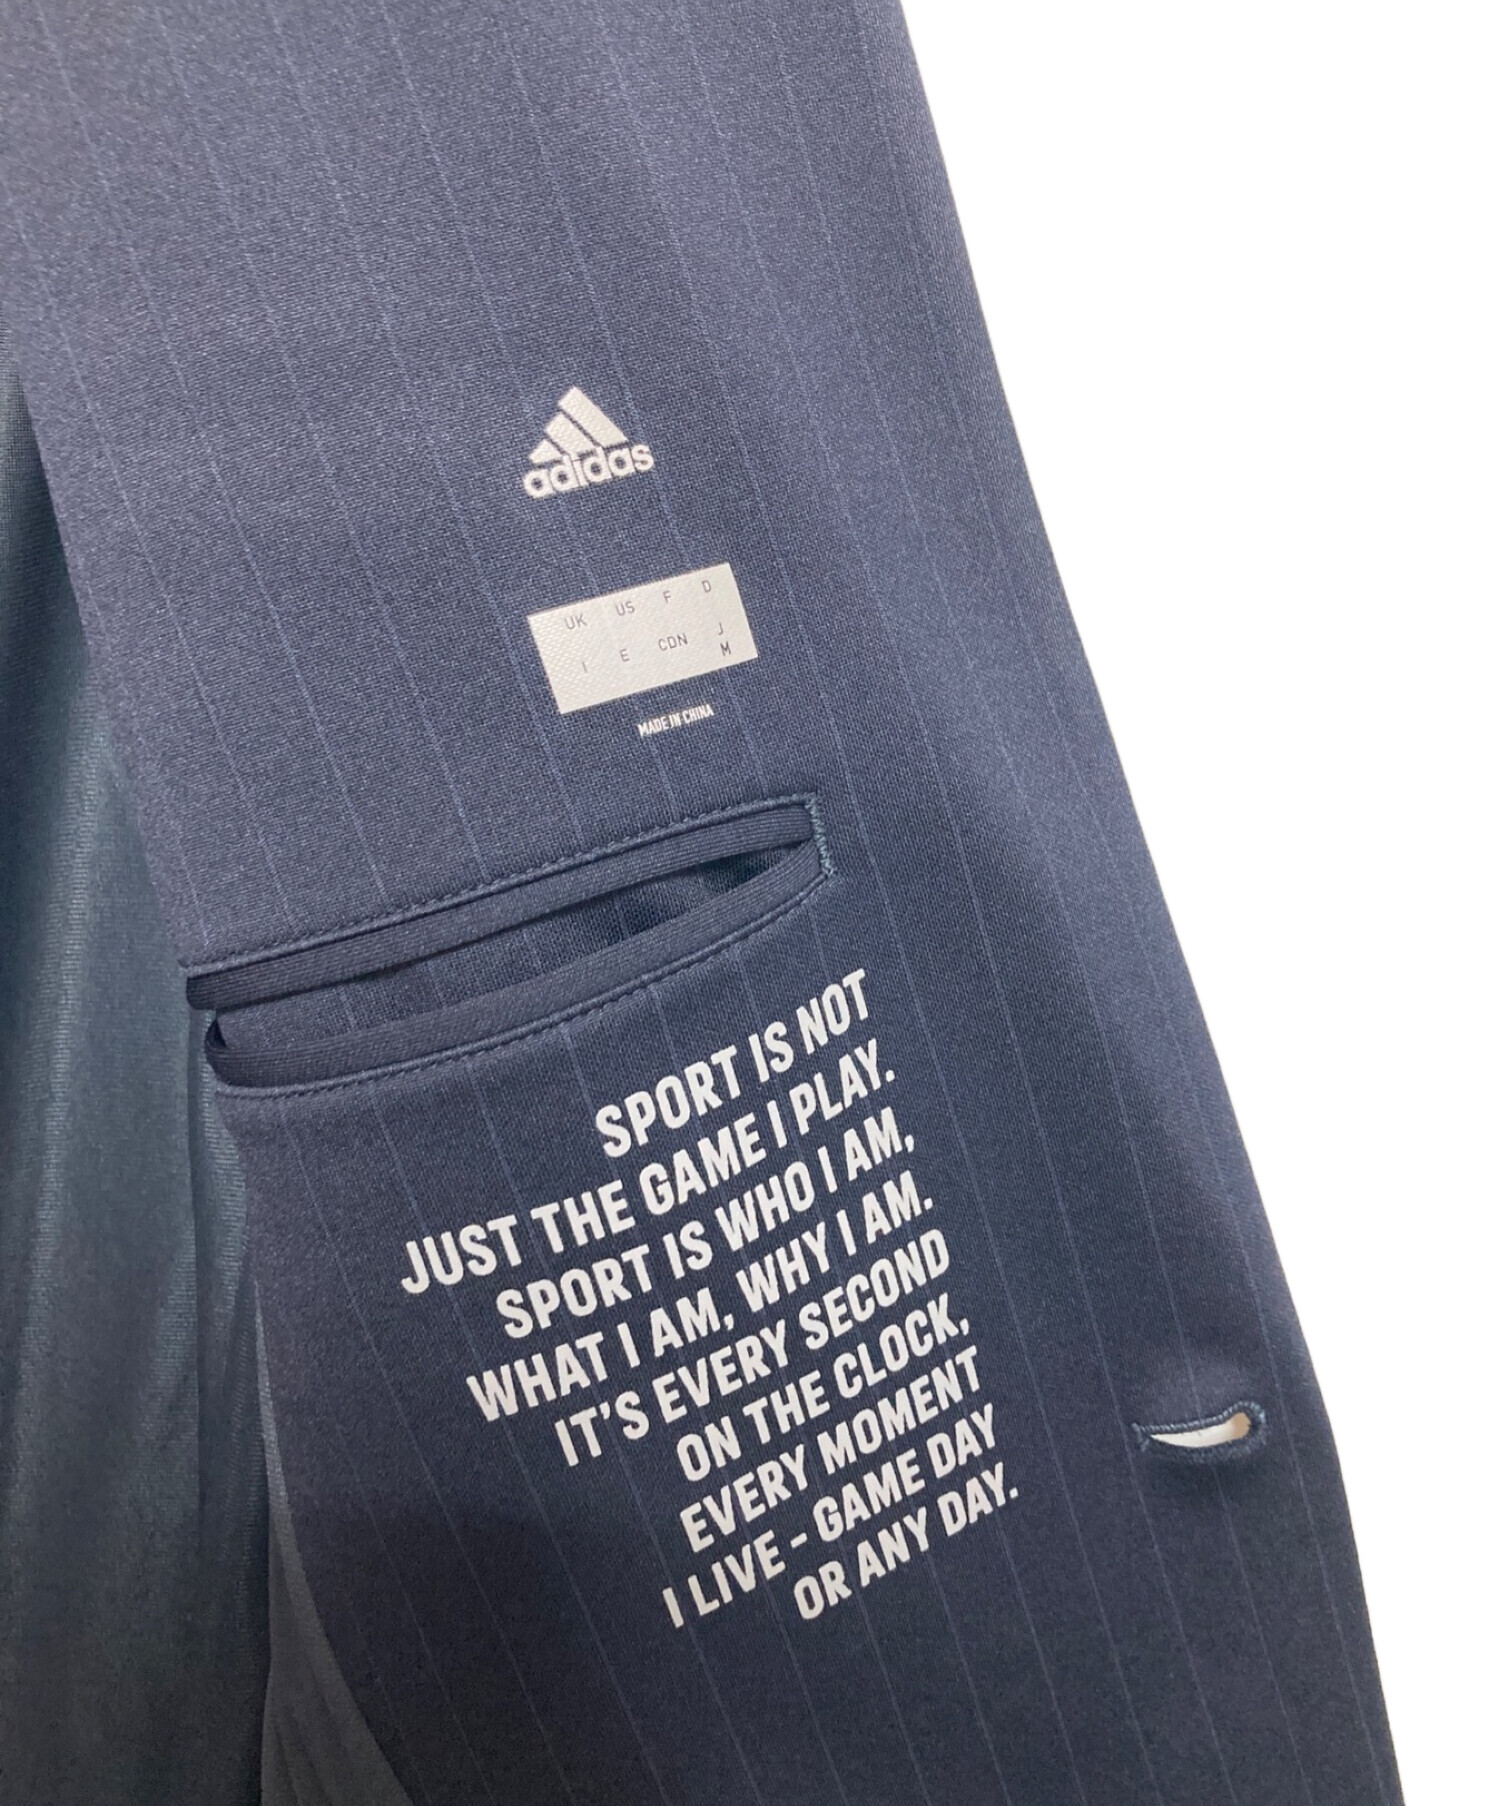 adidas
UK US F D
I E CDN J
M
MADE IN CHINA
SPORT IS NOT
JUST THE GAME I PLAY.
SPORT IS WHO I AM,
WHAT I AM, WHY I AM.
IT'S EVERY SECOND
ON THE CLOCK,
EVERY MOMENT
I LIVE - GAME DAY
OR ANY DAY.